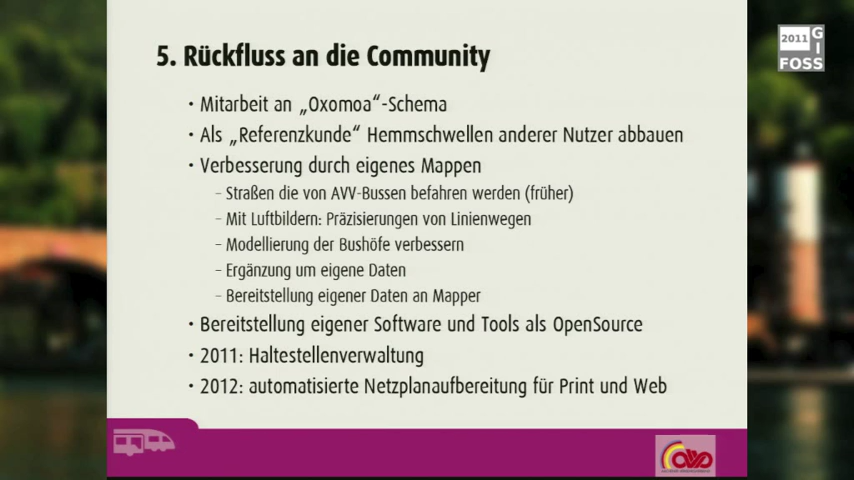 5. Rückfluss an die Community
• Mitarbeit an „Oxomoa“-Schema
• Als „Referenzkunde“ Hemmschwellen anderer Nutzer abbauen
• Verbesserung durch eigenes Mappen
– Straßen die von AVV-Bussen befahren werden (früher)
– Mit Luftbildern: Präzisierungen von Linienwegen
– Modellierung der Bushöfe verbessern
– Ergänzung um eigene Daten
– Bereitstellung eigener Daten an Mapper
• Bereitstellung eigener Software und Tools als OpenSource
• 2011: Haltestellenverwaltung
• 2012: automatisierte Netzplanaufbereitung für Print und Web
2011 G
I
FOSS